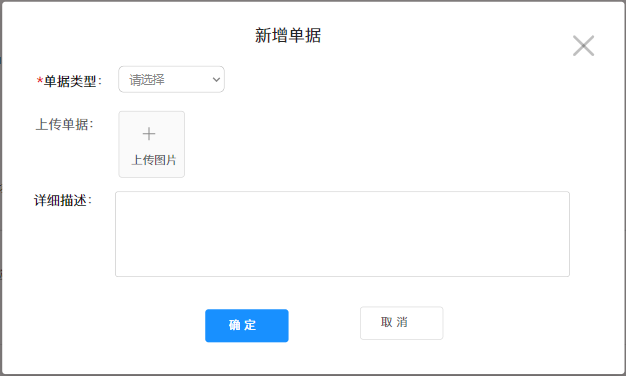 新增单据
*单据类型：
请选择
上传单据：
上传图片
详细描述：
确 定
取 消